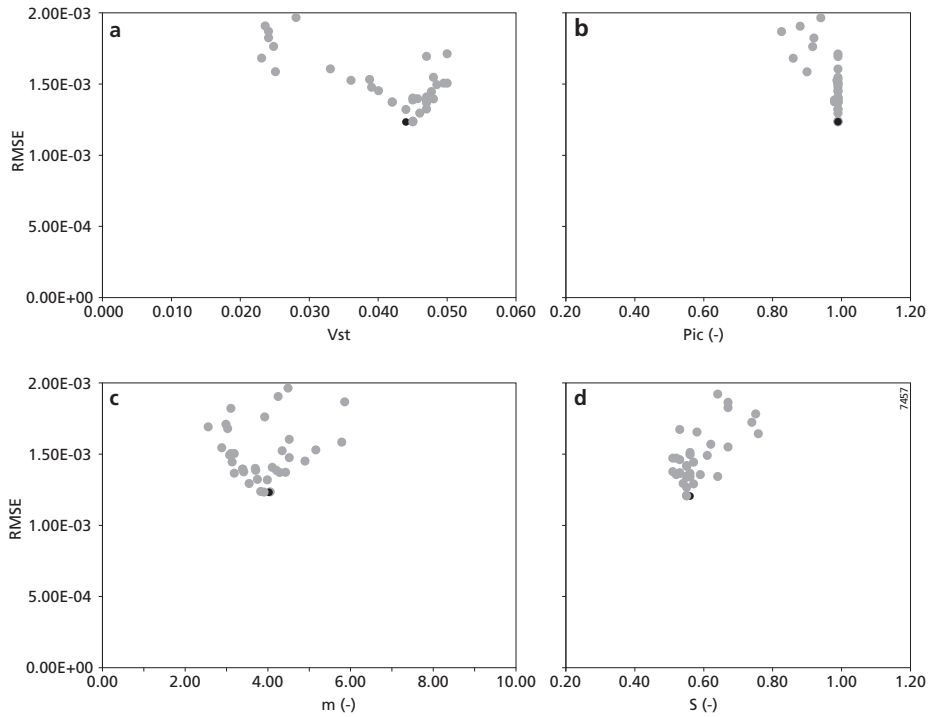 a
b
2.00E-03
1.50E-03
1.00E-03
5.00E-04
0.00E+00
RMSE
0.000 0.010 0.020 0.030 0.040 0.050 0.060
Vst
0.20 0.40 0.60 0.80 1.00 1.20
Pic (-)
c
d
7457
2.00E-03
1.50E-03
1.00E-03
5.00E-04
0.00E+00
RMSE
0.00 2.00 4.00 6.00 8.00 10.00
m (-)
0.20 0.40 0.60 0.80 1.00 1.20
S (-)